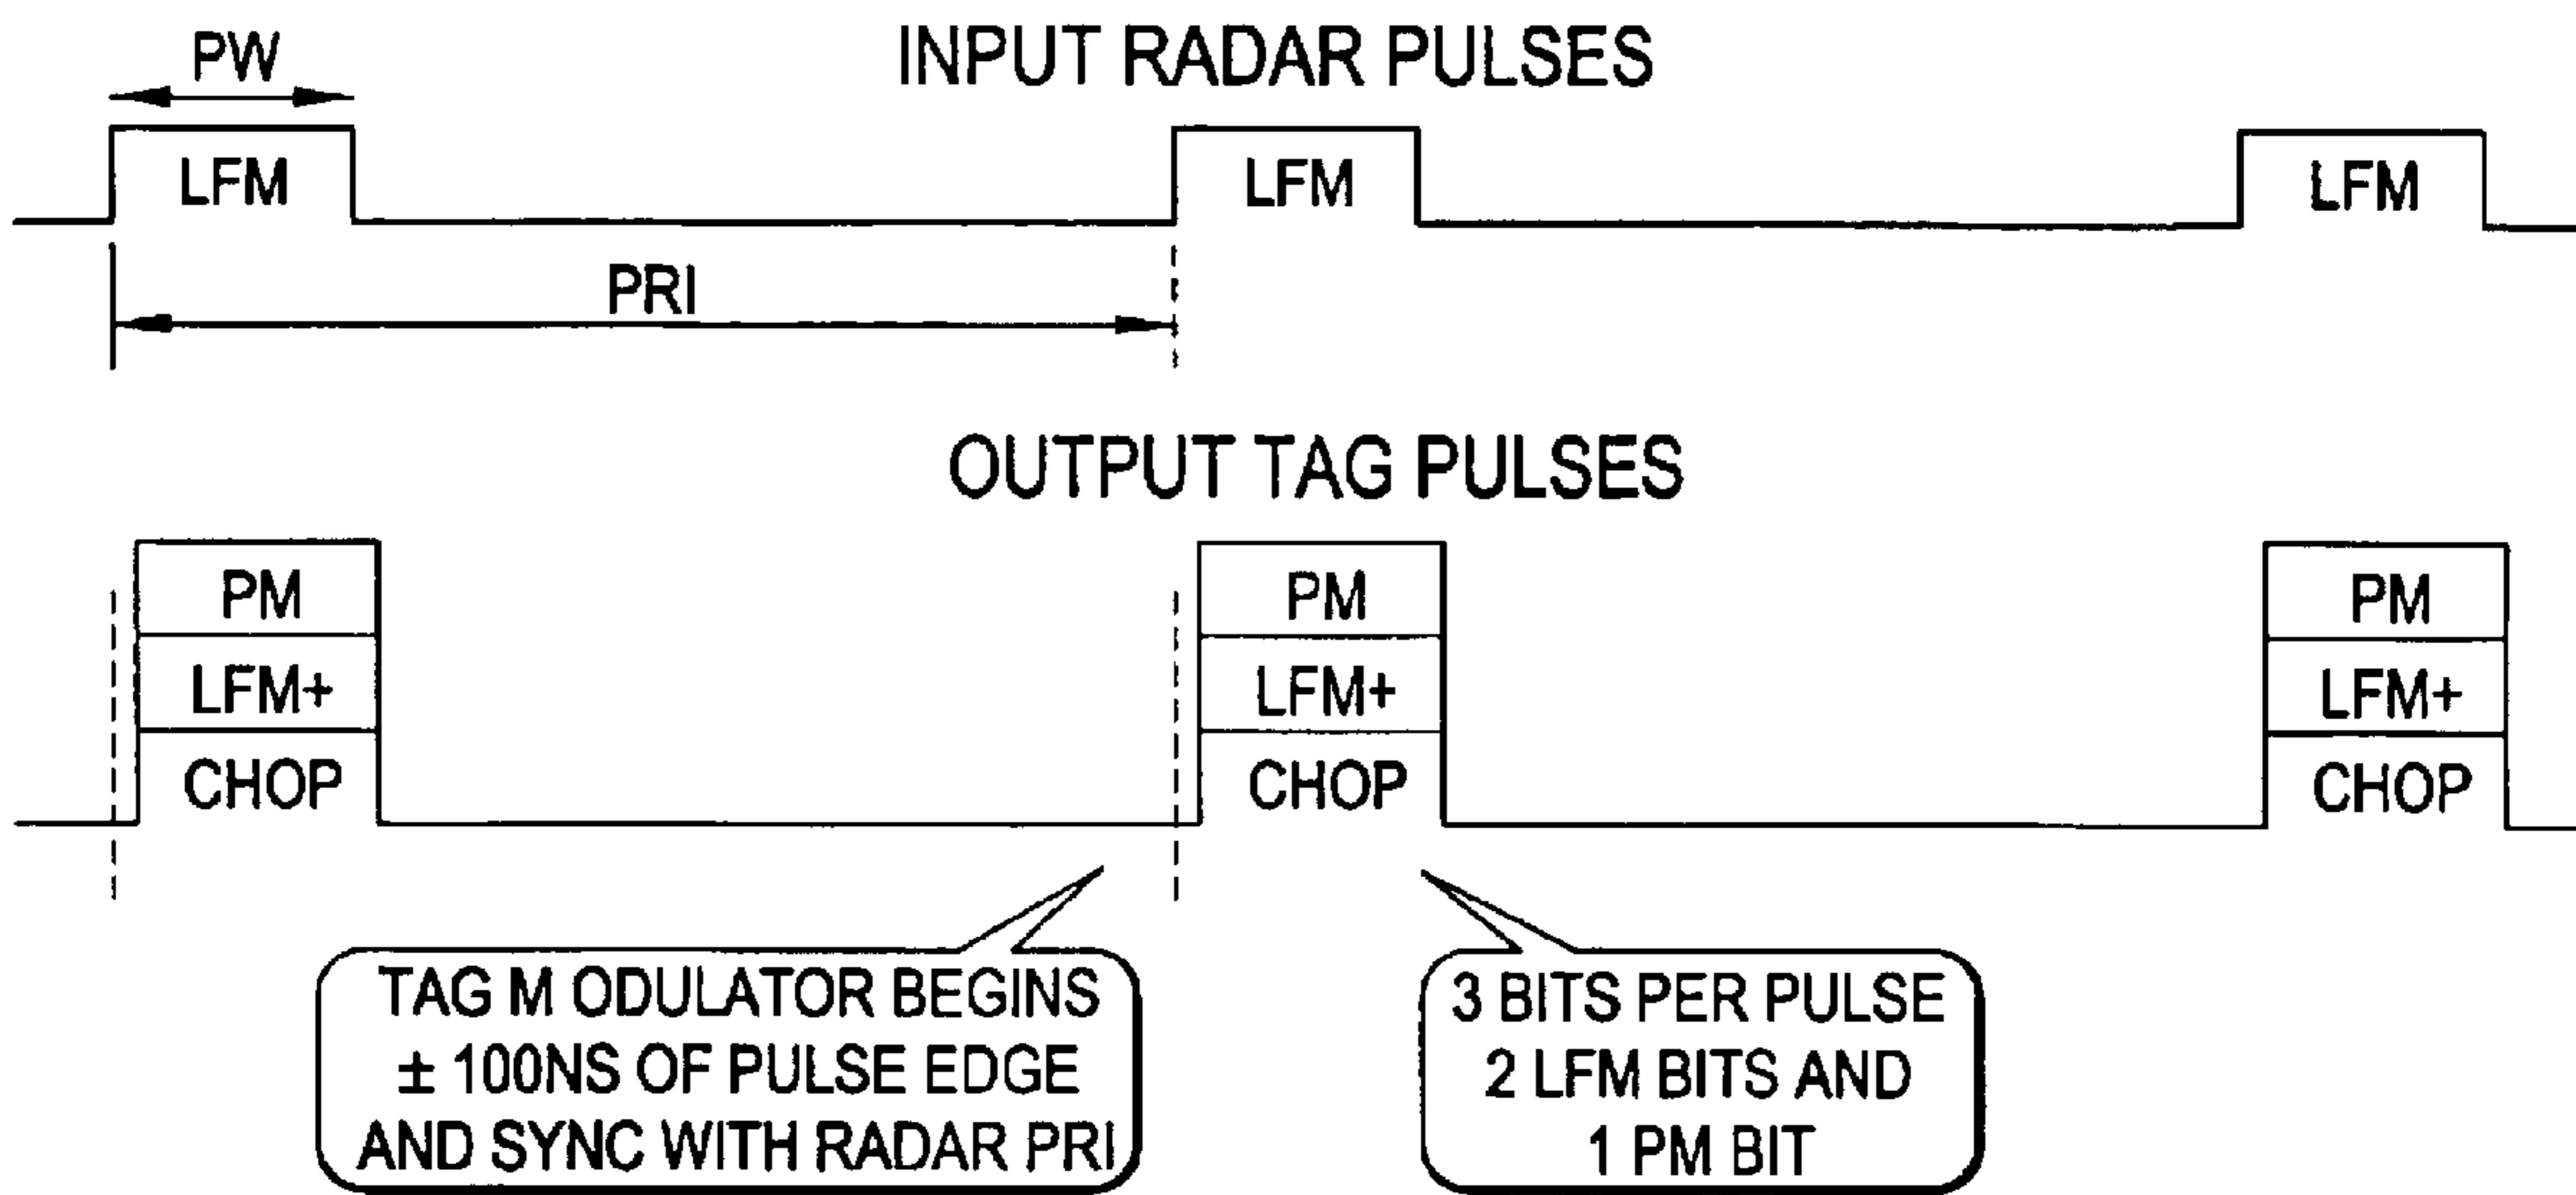 INPUT RADAR PULSES
PW
LFM
LFM
LFM
PRI
OUTPUT TAG PULSES
PM
PM
PM
LFM+
LFM+
LFM+
CHOP
CHOP
CHOP
TAG M ODULATOR BEGINS
± 100NS OF PULSE EDGE
AND SYNC WITH RADAR PRI
3 BITS PER PULSE
2 LFM BITS AND
1 PM BIT